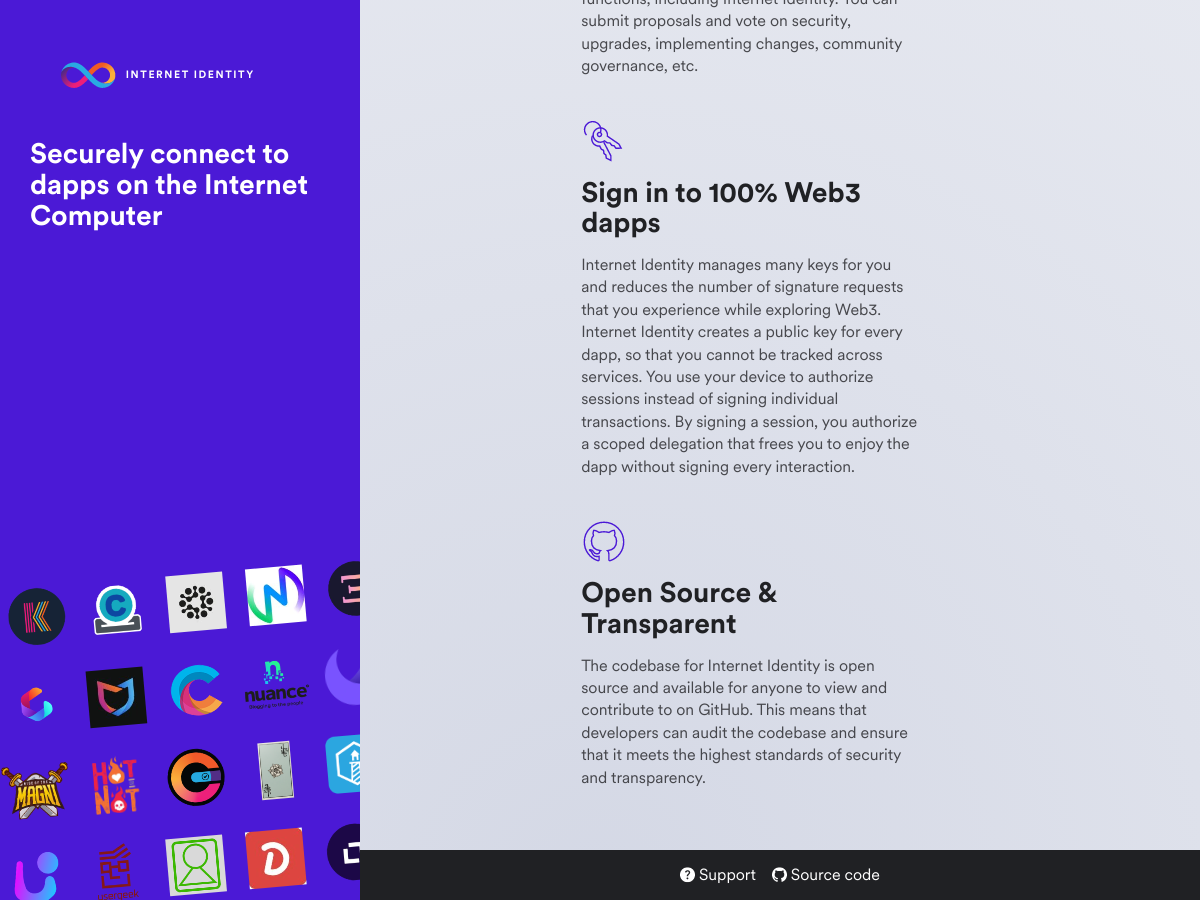 INTERNET IDENTITY
Securely connect to
dapps on the Internet
Computer
nuance
MAGNI
HOT
NOT
functions, including Internet Identity. You can
submit proposals and vote on security,
upgrades, implementing changes, community
governance, etc.
Sign in to 100% Web3
dapps
Internet Identity manages many keys for you
and reduces the number of signature requests
that you experience while exploring Web3.
Internet Identity creates a public key for every
dapp, so that you cannot be tracked across
services. You use your device to authorize
sessions instead of signing individual
transactions. By signing a session, you authorize
a scoped delegation that frees you to enjoy the
dapp without signing every interaction.
Open Source &
Transparent
The codebase for Internet Identity is open
source and available for anyone to view and
contribute to on GitHub. This means that
developers can audit the codebase and ensure
that it meets the highest standards of security
and transparency.
Support Source code